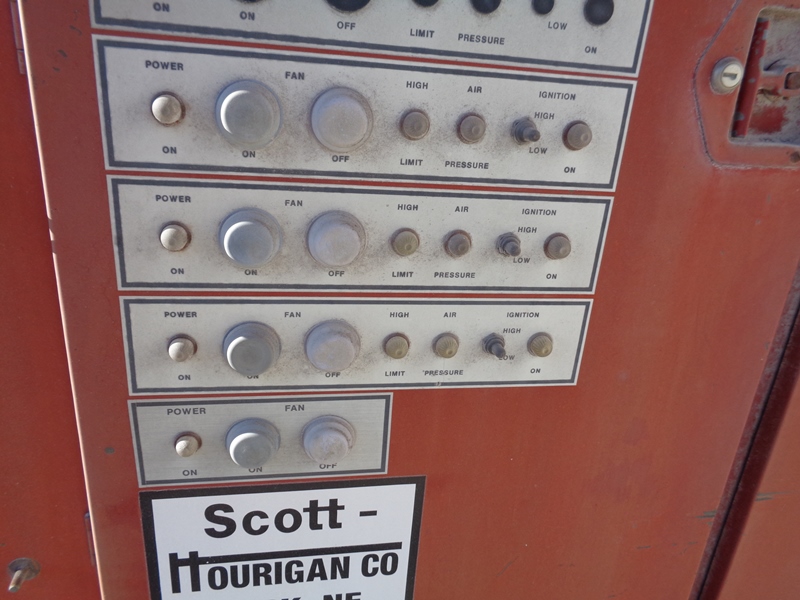 ON ON OFF LIMIT PRESSURE LOW ON
POWER FAN HIGH AIR IGNITION
HIGH
LOW
ON ON OFF LIMIT PRESSURE ON
POWER FAN HIGH AIR IGNITION
HIGH
LOW
ON ON OFF LIMIT PRESSURE ON
POWER FAN HIGH AIR IGNITION
HIGH
LOW
ON ON OFF LIMIT PRESSURE ON
POWER FAN
ON ON OFF
Scott -
HOURIGAN CO
NE